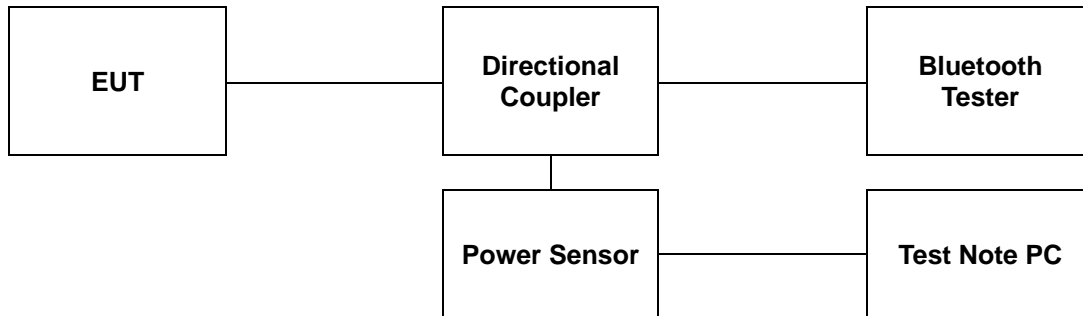 EUT
Directional
Coupler
Bluetooth
Tester
Power Sensor
Test Note PC